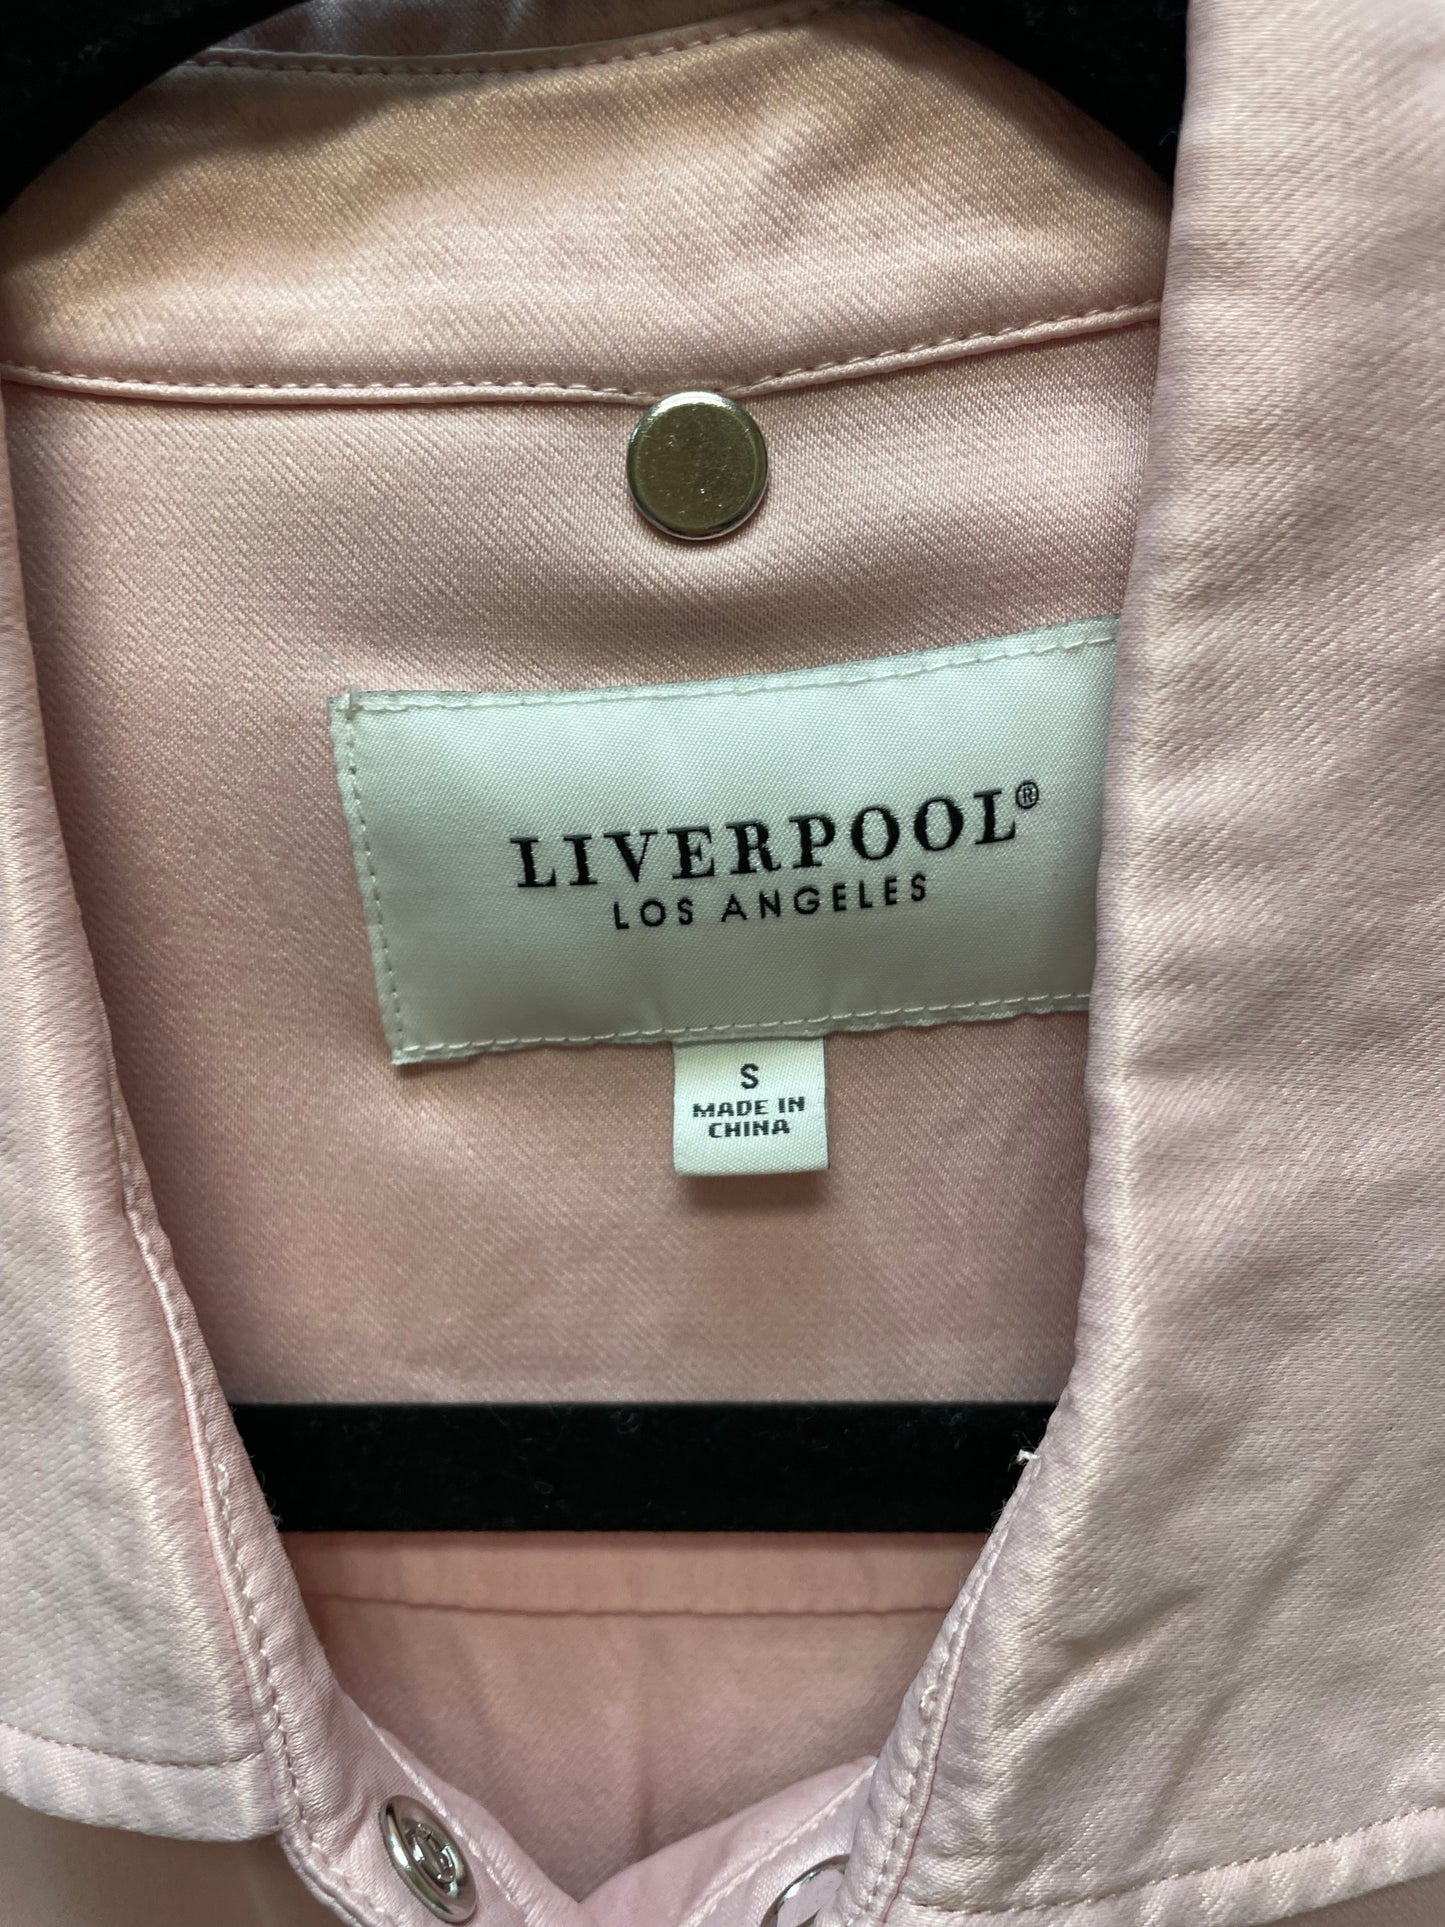 LIVERPOOL®
LOS ANGELES
S
MADE IN
CHINA